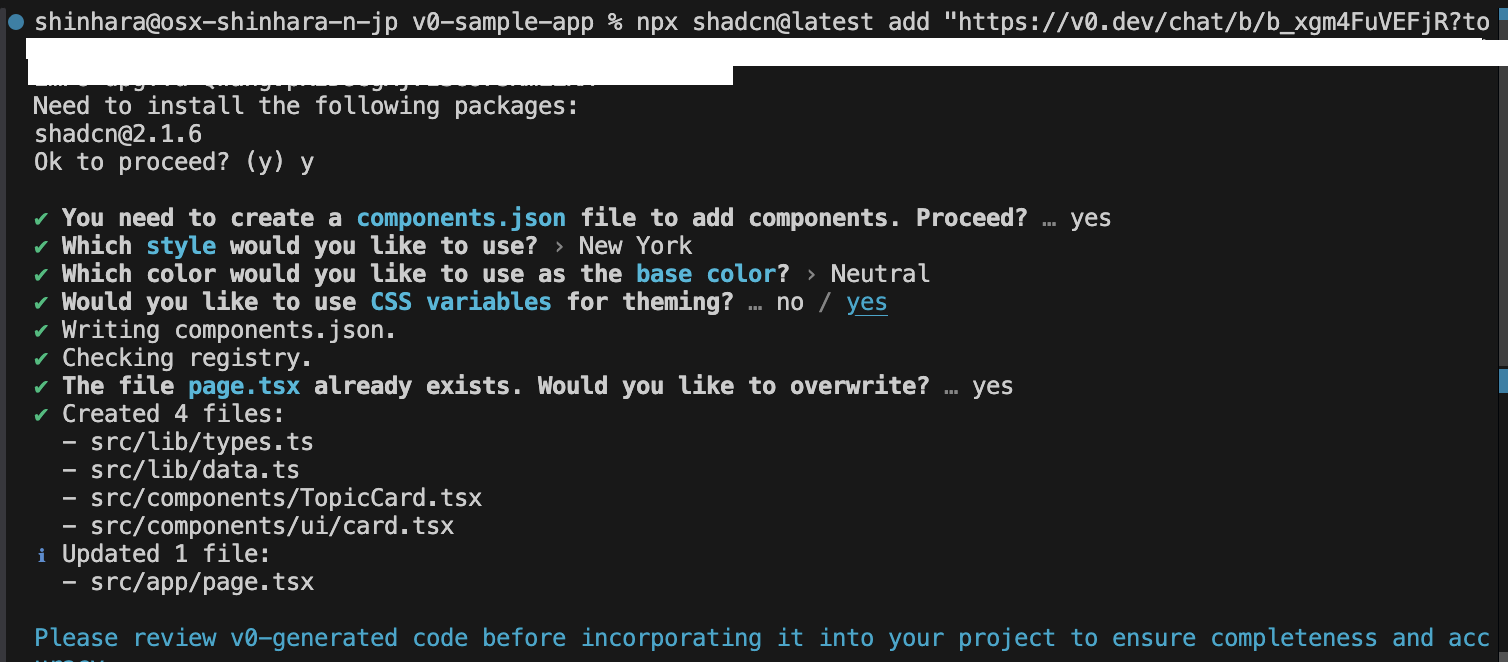 shinhara@osx-shinhara-n-jp v0-sample-app % npx shadcn@latest add "https://v0.dev/chat/b/b_xgm4FuVEFjR?to
Need to install the following packages:
shadcn@2.1.6
Ok to proceed? (y) y
✔ You need to create a components.json file to add components. Proceed? … yes
✔ Which style would you like to use? › New York
✔ Which color would you like to use as the base color? › Neutral
✔ Would you like to use CSS variables for theming? … no / yes
✔ Writing components.json.
✔ Checking registry.
✔ The file page.tsx already exists. Would you like to overwrite? … yes
✔ Created 4 files:
- src/lib/types.ts
- src/lib/data.ts
- src/components/TopicCard.tsx
- src/components/ui/card.tsx
ℹ Updated 1 file:
- src/app/page.tsx
Please review v0-generated code before incorporating it into your project to ensure completeness and acc